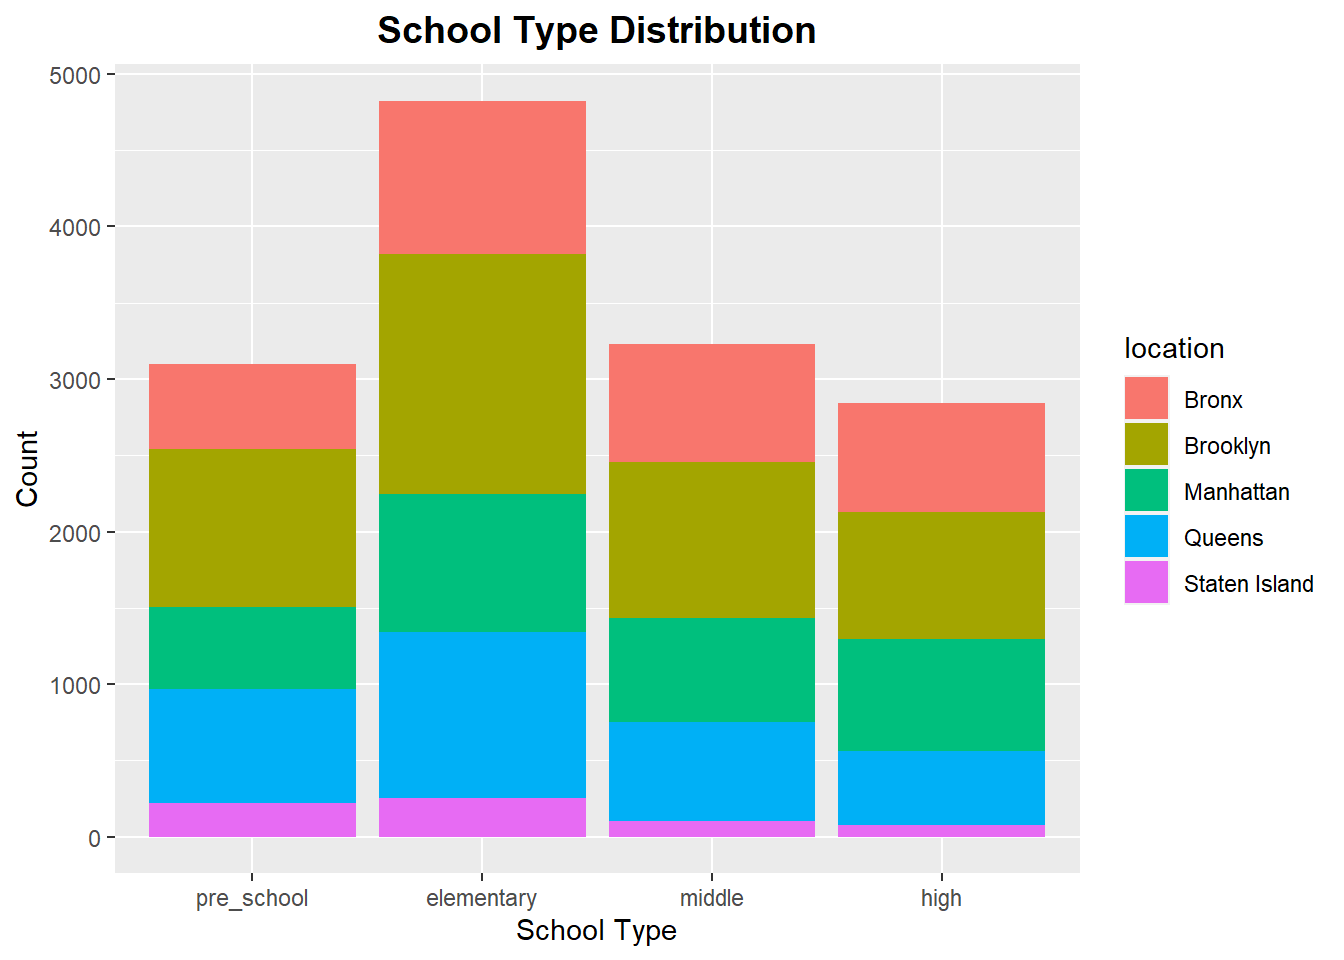 School Type Distribution
5000
4000
3000
2000
1000
0
Count
pre_school
elementary
middle
high
School Type
location
Bronx
Brooklyn
Manhattan
Queens
Staten Island